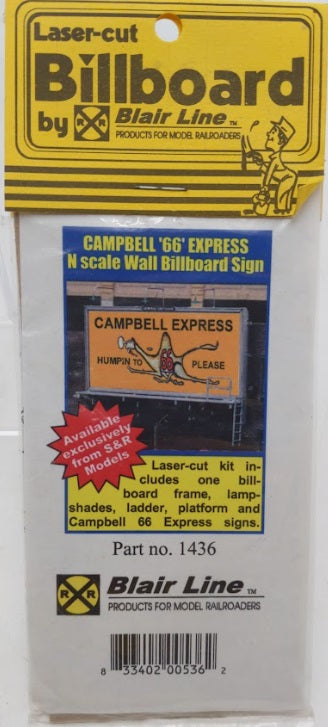 Laser-cut
Billboard
by R R Blair Line ™
PRODUCTS FOR MODEL RAILROADERS
CAMPBELL '66' EXPRESS
N scale Wall Billboard Sign
CAMPBELL EXPRESS
HUMPIN TO 66 PLEASE
Available
exclusively
from S&R
Models
Laser-cut kit in-
cludes one bill-
board frame, lamp-
shades, ladder, platform and
Campbell 66 Express signs.
Part no. 1436
R R Blair Line ™
PRODUCTS FOR MODEL RAILROADERS
8 33402 00536 2